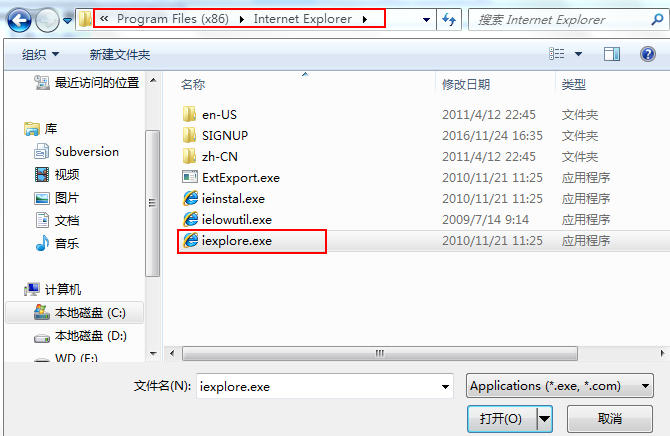 « Program Files (x86) ▸ Internet Explorer ▸
搜索 Internet Explorer
组织 新建文件夹
最近访问的位置
库
Subversion
视频
图片
文档
音乐
计算机
本地磁盘 (C:)
本地磁盘 (D:)
WD (F:)
名称 修改日期 类型
en-US 2011/4/12 22:45 文件夹
SIGNUP 2016/11/24 16:35 文件夹
zh-CN 2011/4/12 22:45 文件夹
ExtExport.exe 2010/11/21 11:25 应用程序
ieinstal.exe 2010/11/21 11:25 应用程序
ielowutil.exe 2009/7/14 9:14 应用程序
iexplore.exe 2010/11/21 11:25 应用程序
文件名(N): iexplore.exe
Applications (*.exe, *.com)
打开(O) 取消